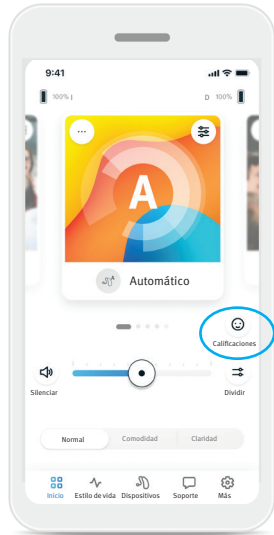 9:41
100% I
D 100%
A
Automático
Calificaciones
Silenciar
Dividir
Normal Comodidad Claridad
Inicio Estilo de vida Dispositivos Soporte Más